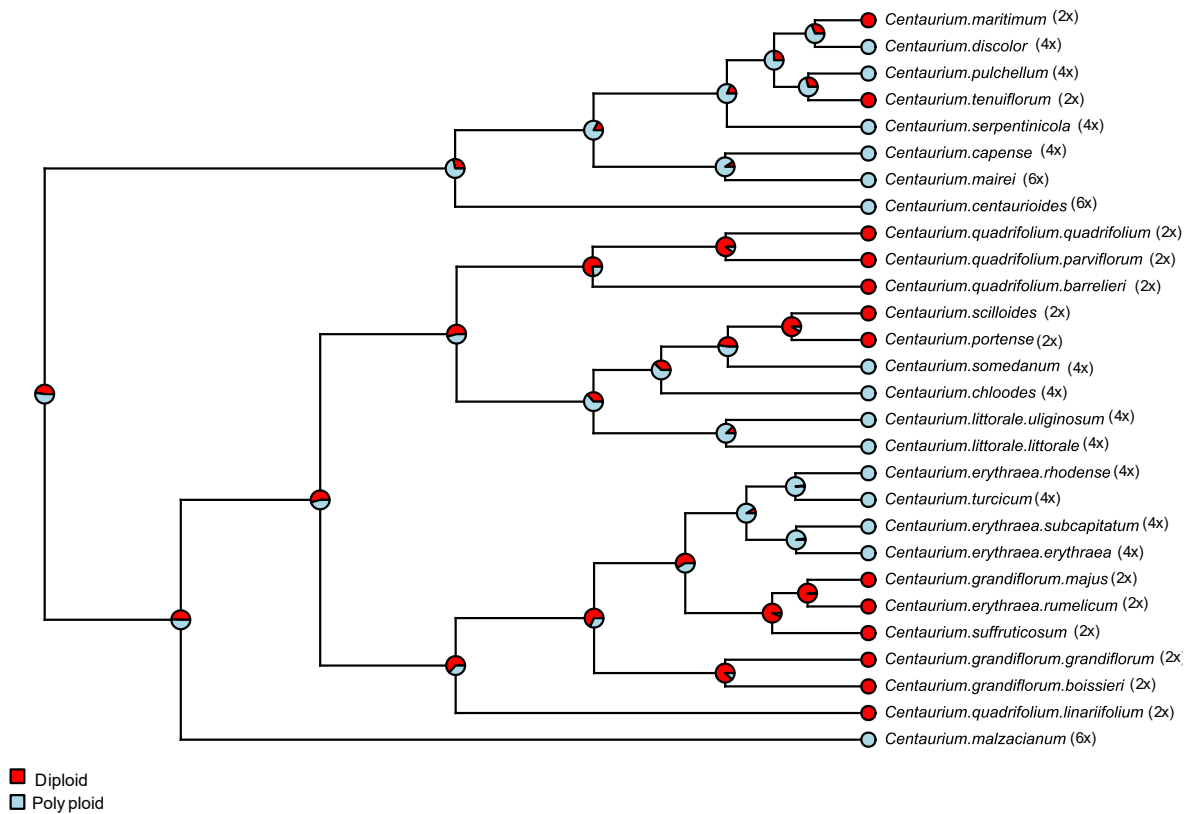 Centaurium.maritimum (2x)
Centaurium.discolor (4x)
Centaurium.pulchellum (4x)
Centaurium.tenuiflorum (2x)
Centaurium.serpentinicola (4x)
Centaurium.capense (4x)
Centaurium.mairei (6x)
Centaurium.centaurioides (6x)
Centaurium.quadrifolium.quadrifolium (2x)
Centaurium.quadrifolium.parviflorum (2x)
Centaurium.quadrifolium.barrelieri (2x)
Centaurium.scilloides (2x)
Centaurium.portense (2x)
Centaurium.somedanum (4x)
Centaurium.chloodes (4x)
Centaurium.littorale.uliginosum (4x)
Centaurium.littorale.littorale (4x)
Centaurium.erythraea.rhodense (4x)
Centaurium.turcicum (4x)
Centaurium.erythraea.subcapitatum (4x)
Centaurium.erythraea.erythraea (4x)
Centaurium.grandiflorum.majus (2x)
Centaurium.erythraea.rumelicum (2x)
Centaurium.suffruticosum (2x)
Centaurium.grandiflorum.grandiflorum (2x)
Centaurium.grandiflorum.boissieri (2x)
Centaurium.quadrifolium.linariifolium (2x)
Centaurium.malzacianum (6x)
Diploid
Polyploid